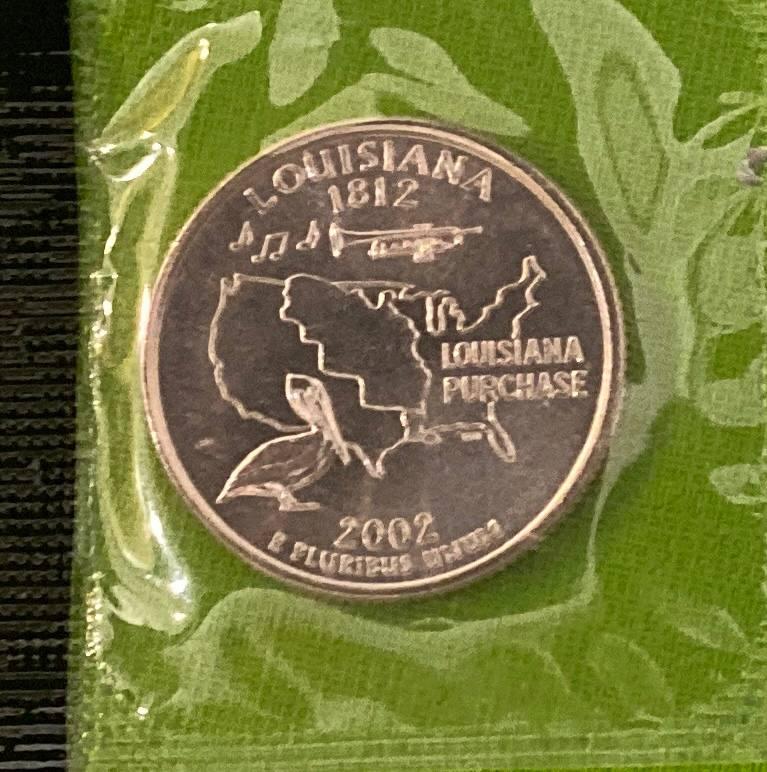 LOUISIANA
1812
LOUISIANA
PURCHASE
2002
E PLURIBUS UNUM